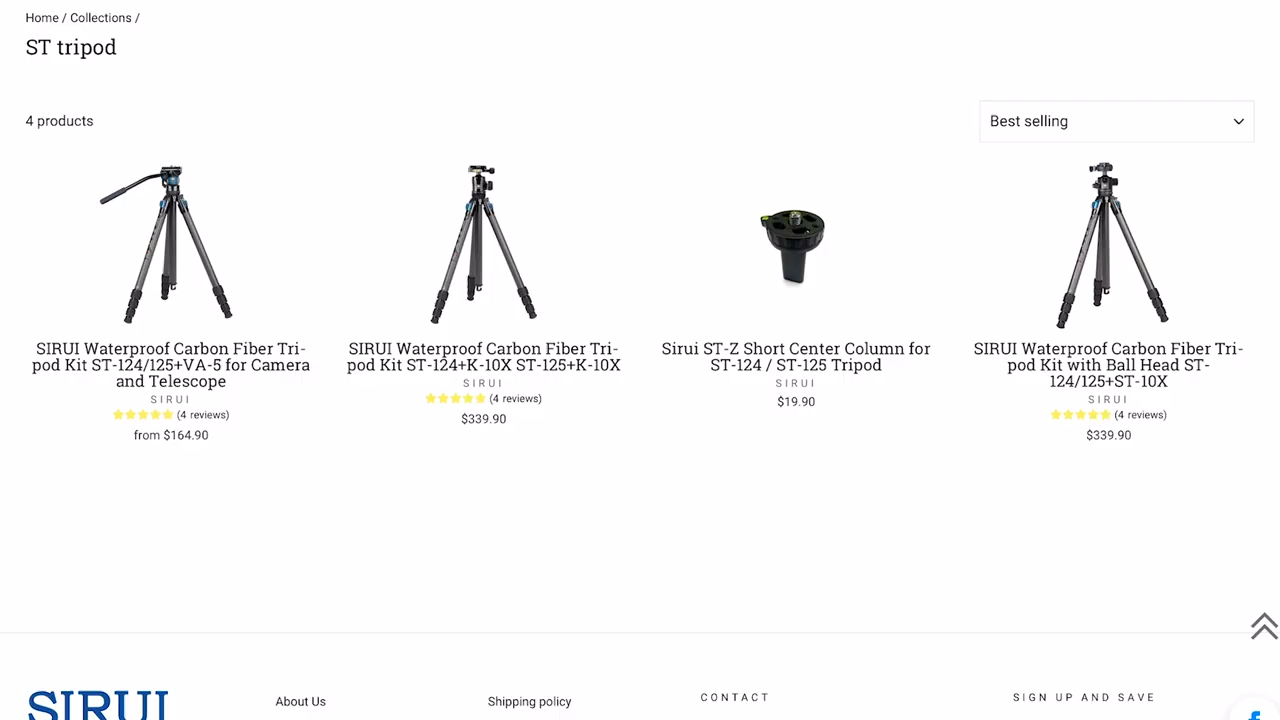 Home / Collections /
ST tripod
4 products
Best selling
SIRUI Waterproof Carbon Fiber Tri-
pod Kit ST-124/125+VA-5 for Camera
and Telescope
SIRUI
(4 reviews)
from $164.90
SIRUI Waterproof Carbon Fiber Tri-
pod Kit ST-124+K-10X ST-125+K-10X
SIRUI
(4 reviews)
$339.90
Sirui ST-Z Short Center Column for
ST-124 / ST-125 Tripod
SIRUI
$19.90
SIRUI Waterproof Carbon Fiber Tri-
pod Kit with Ball Head ST-
124/125+ST-10X
SIRUI
(4 reviews)
$339.90
SIRUI
About Us
Shipping policy
CONTACT
SIGN UP AND SAVE